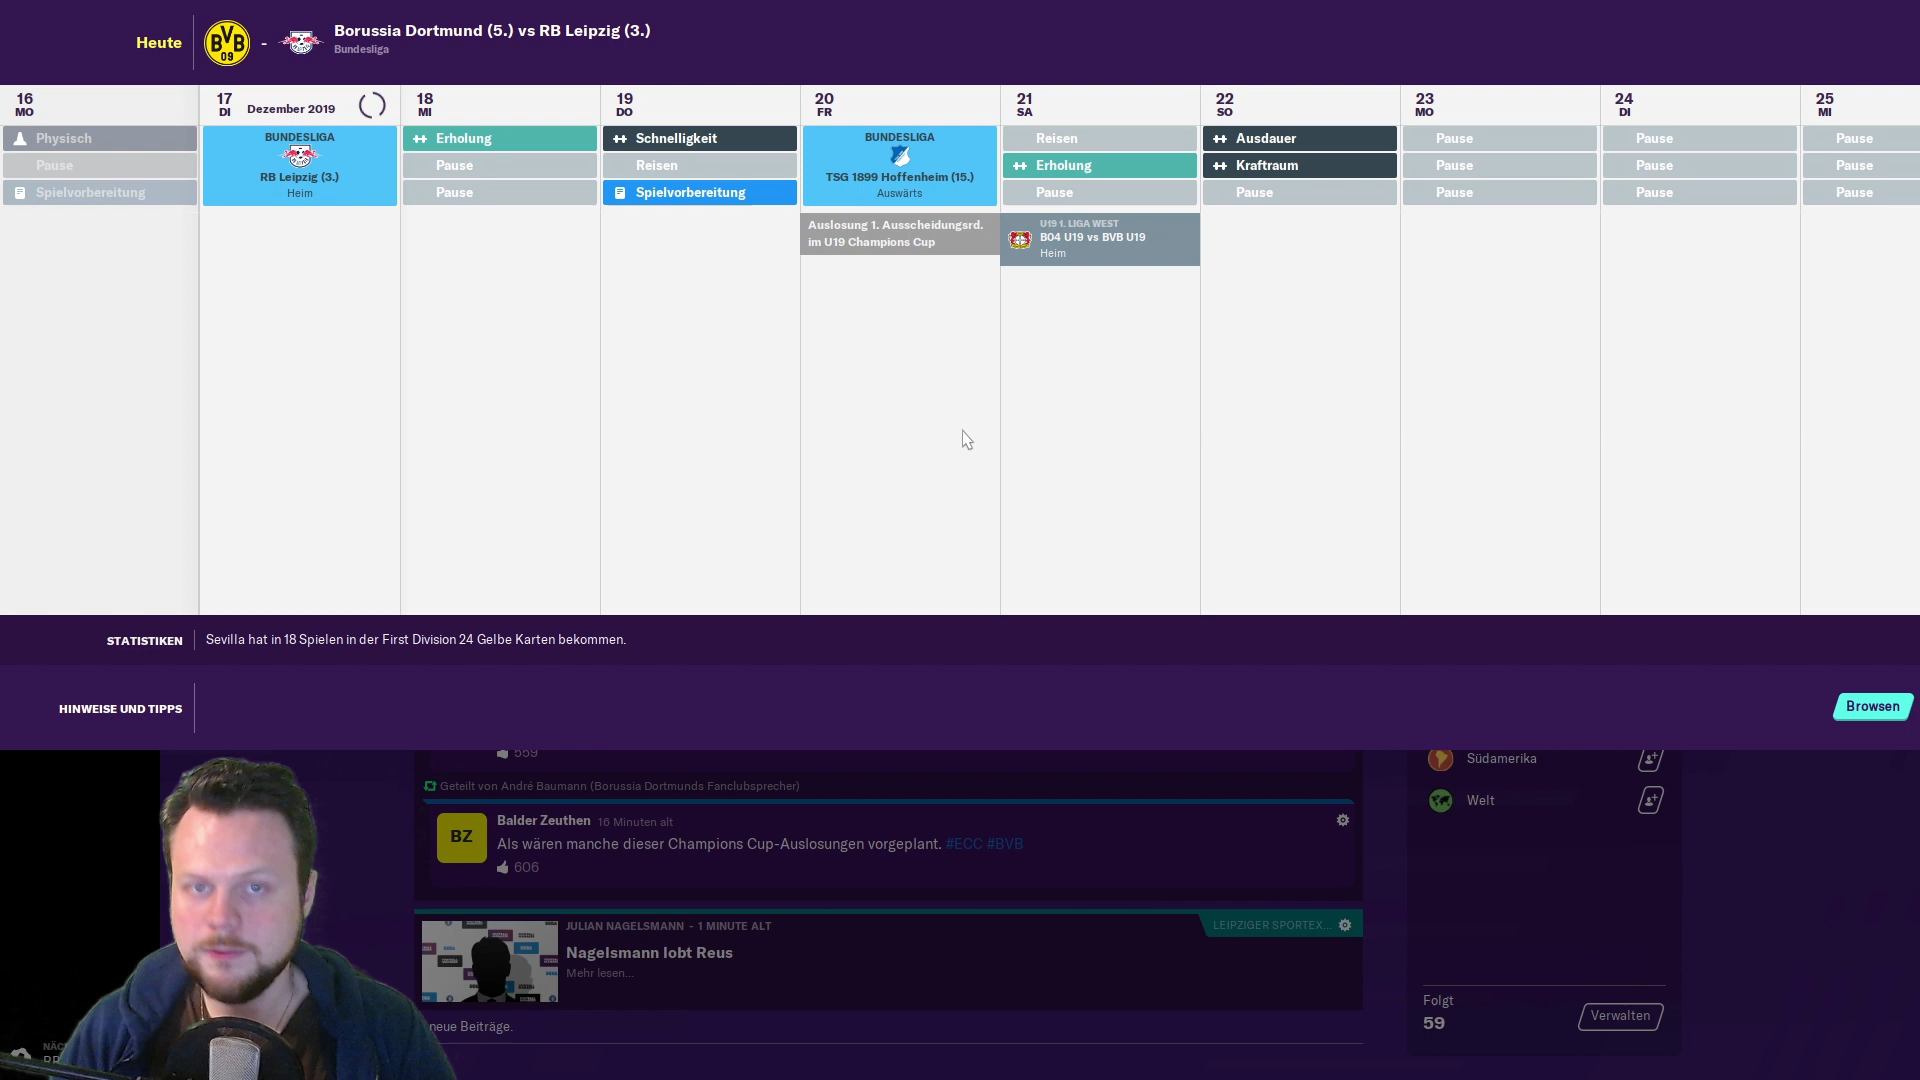 Heute
BVB
09
-
Borussia Dortmund (5.) vs RB Leipzig (3.)
Bundesliga
16
MO
17
DI
Dezember 2019
18
MI
19
DO
20
FR
21
SA
22
SO
23
MO
24
DI
25
MI
Physisch
Pause
Spielvorbereitung
BUNDESLIGA
RB Leipzig (3.)
Heim
Erholung
Pause
Pause
Schnelligkeit
Reisen
Spielvorbereitung
BUNDESLIGA
TSG 1899 Hoffenheim (15.)
Auswärts
Auslosung 1. Ausscheidungsrd.
im U19 Champions Cup
Reisen
Erholung
Pause
U19 1. LIGA WEST
B04 U19 vs BVB U19
Heim
Ausdauer
Kraftraum
Pause
Pause
Pause
Pause
Pause
Pause
Pause
Pause
Pause
Pause
STATISTIKEN
Sevilla hat in 18 Spielen in der First Division 24 Gelbe Karten bekommen.
HINWEISE UND TIPPS
Browsen
559
Geteilt von André Baumann (Borussia Dortmunds Fanclubsprecher)
BZ
Balder Zeuthen 16 Minuten alt
Als wären manche dieser Champions Cup-Auslosungen vorgeplant. #ECC #BVB
606
JULIAN NAGELSMANN - 1 MINUTE ALT
LEIPZIGER SPORTEX...
Nagelsmann lobt Reus
Mehr lesen...
neue Beiträge.
Südamerika
Welt
Folgt
59
Verwalten